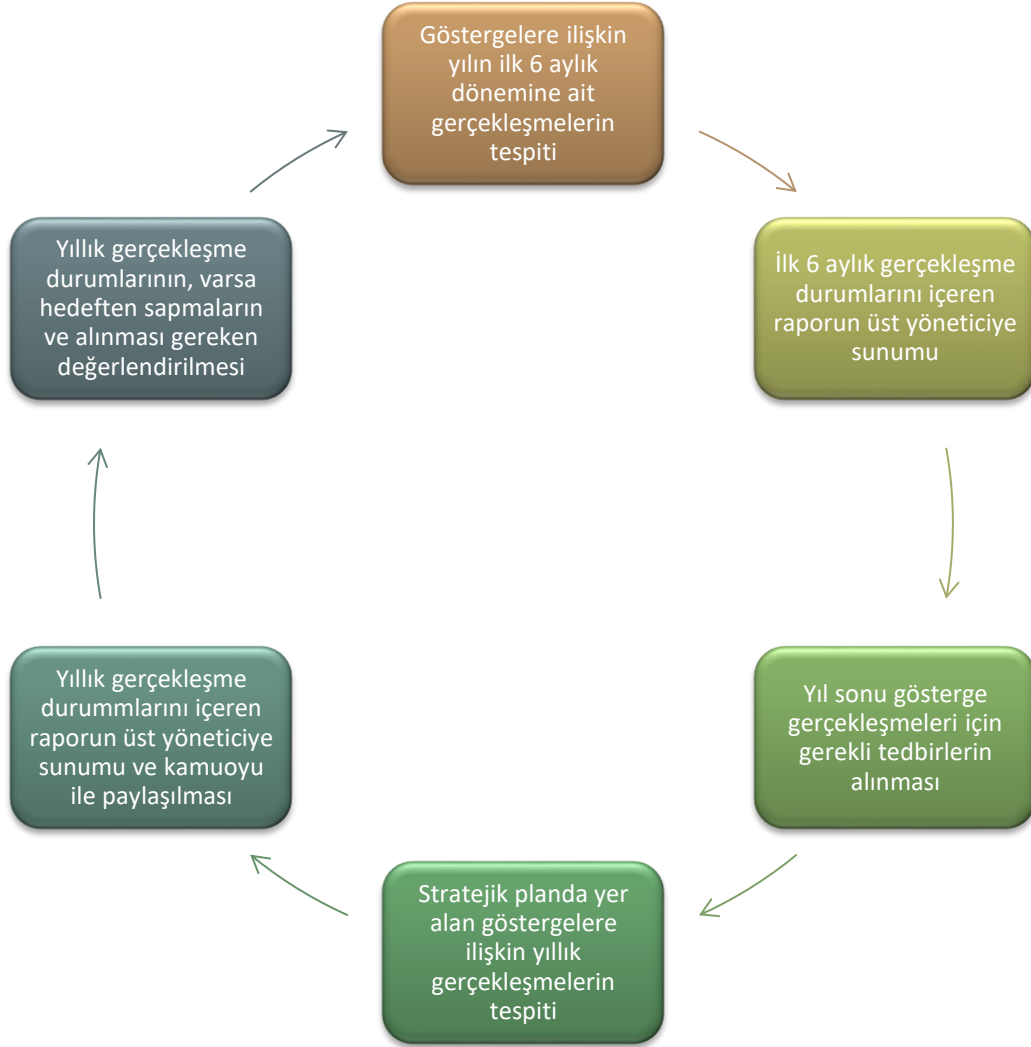 Göstergelere ilişkin
yılın ilk 6 aylık
dönemine ait
gerçekleşmelerin
tespiti
İlk 6 aylık gerçekleşme
durumlarını içeren
raporun üst yöneticiye
sunumu
Yıl sonu gösterge
gerçekleşmeleri için
gerekli tedbirlerin
alınması
Stratejik planda yer
alan göstergelere
ilişkin yıllık
gerçekleşmelerin
tespiti
Yıllık gerçekleşme
durummlarını içeren
raporun üst yöneticiye
sunumu ve kamuoyu
ile paylaşılması
Yıllık gerçekleşme
durumlarının, varsa
hedeften sapmaların
ve alınması gereken
değerlendirilmesi